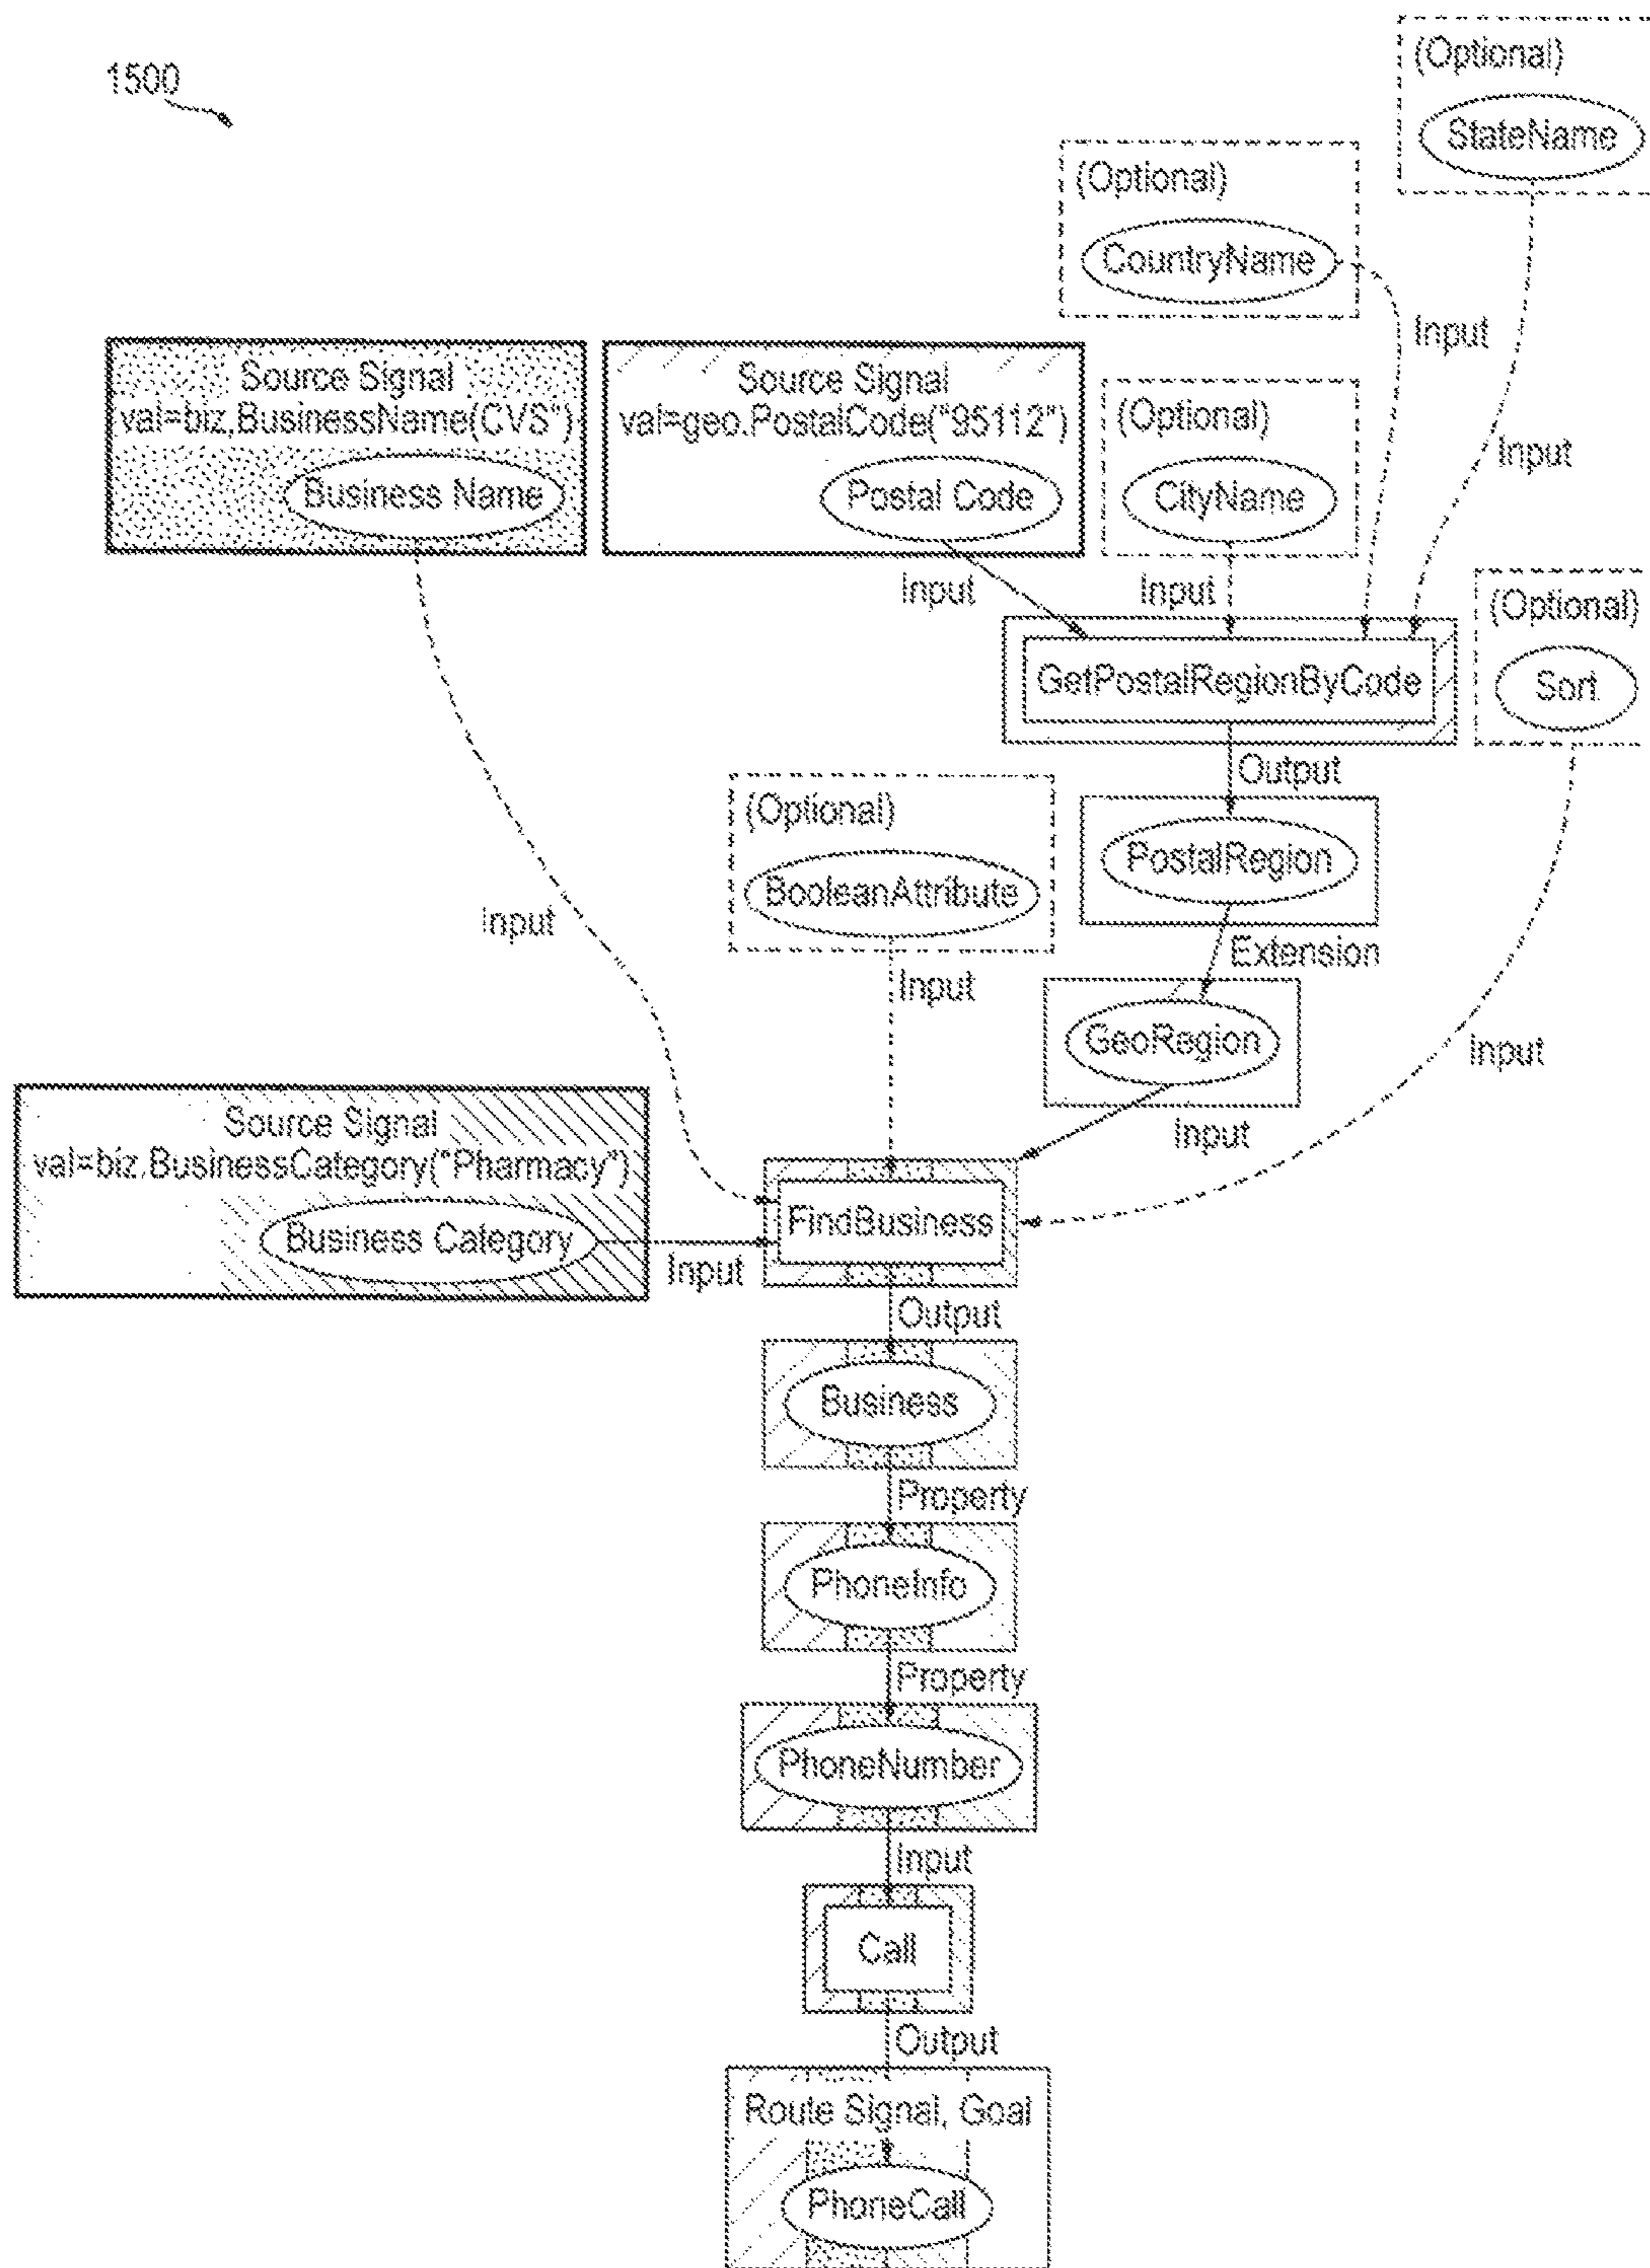 1500
(Optional)
StateName
(Optional)
CountryName
Input
Source Signal
val=biz.BusinessName(CVS")
Business Name
Source Signal
val=geo.PostalCode("95112")
Postal Code
(Optional)
CityName
Input
Input
Input
(Optional)
Sort
GetPostalRegionByCode
Output
(Optional)
BooleanAttribute
PostalRegion
Input
Extension
Input
GeoRegion
Input
Input
Source Signal
val=biz.BusinessCategory("Pharmacy")
Business Category
Input
FindBusiness
Output
Business
Property
PhoneInfo
Property
PhoneNumber
Input
Call
Output
Route Signal, Goal
PhoneCall